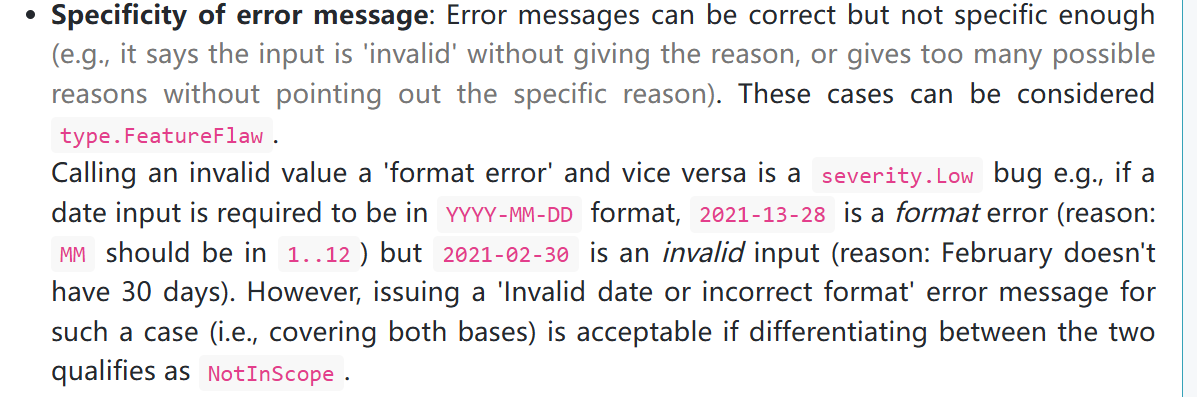 • Specificity of error message: Error messages can be correct but not specific enough
(e.g., it says the input is 'invalid' without giving the reason, or gives too many possible
reasons without pointing out the specific reason). These cases can be considered
type.FeatureFlaw .
Calling an invalid value a 'format error' and vice versa is a severity.Low bug e.g., if a
date input is required to be in YYYY-MM-DD format, 2021-13-28 is a format error (reason:
MM should be in 1..12 ) but 2021-02-30 is an invalid input (reason: February doesn't
have 30 days). However, issuing a 'Invalid date or incorrect format' error message for
such a case (i.e., covering both bases) is acceptable if differentiating between the two
qualifies as NotInScope .